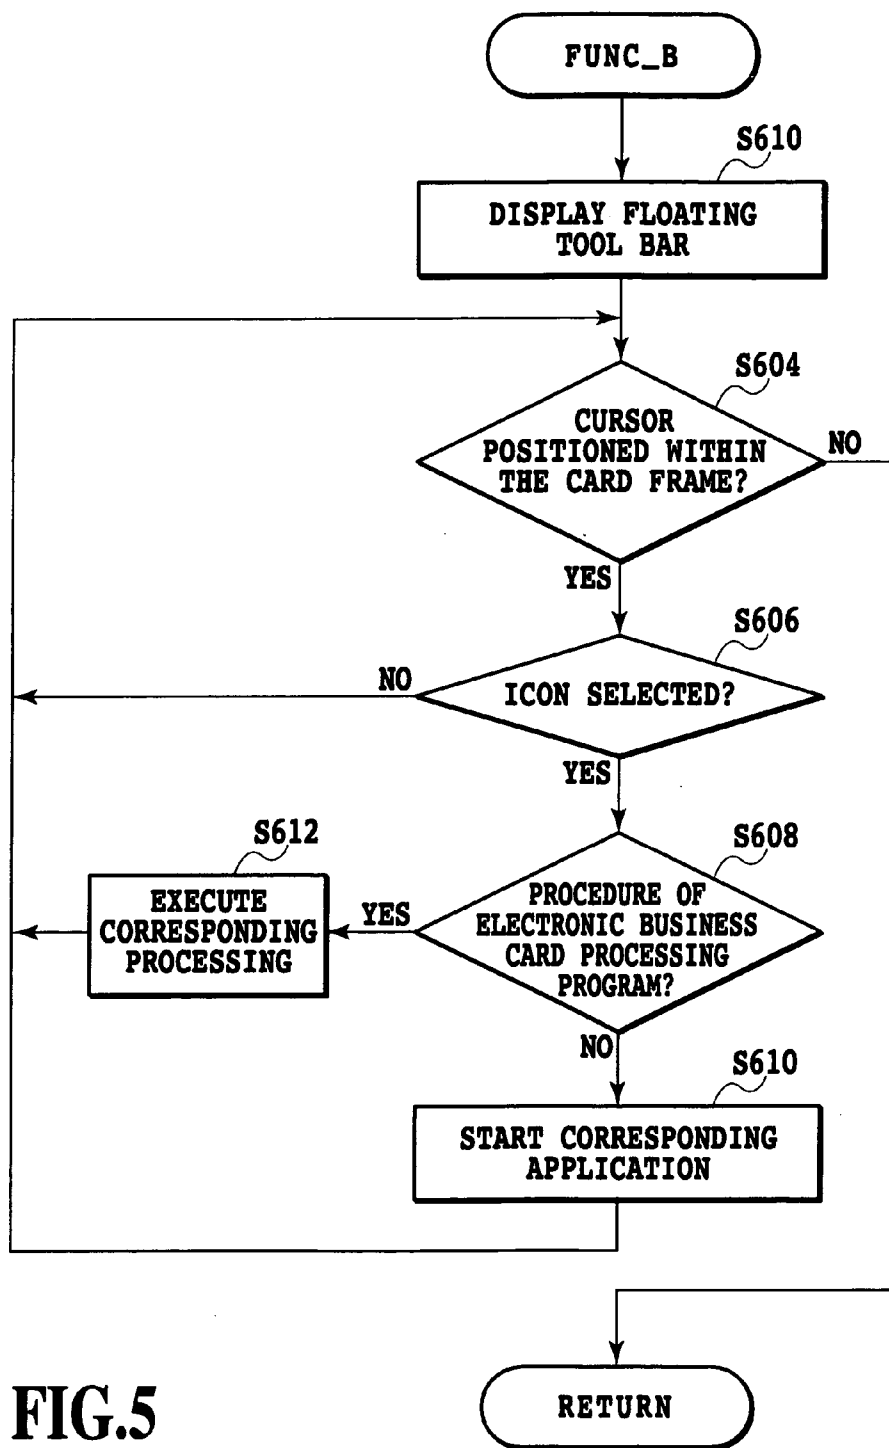 FUNC_B
S610
DISPLAY FLOATING
TOOL BAR
S604
CURSOR
POSITIONED WITHIN
THE CARD FRAME?
NO
YES
S606
NO
ICON SELECTED?
YES
S612
S608
EXECUTE
CORRESPONDING
PROCESSING
YES
PROCEDURE OF
ELECTRONIC BUSINESS
CARD PROCESSING
PROGRAM?
NO
S610
START CORRESPONDING
APPLICATION
RETURN
FIG.5